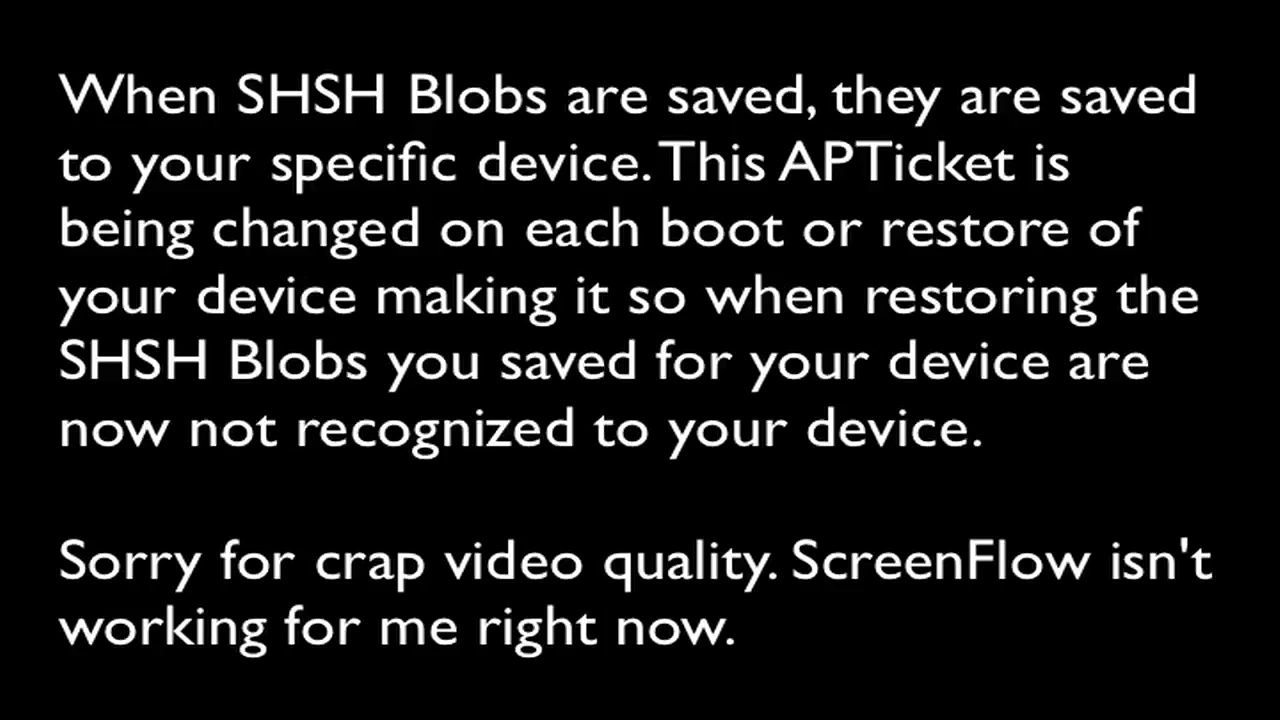 When SHSH Blobs are saved, they are saved
to your specific device. This APTicket is
being changed on each boot or restore of
your device making it so when restoring the
SHSH Blobs you saved for your device are
now not recognized to your device.
Sorry for crap video quality. ScreenFlow isn't
working for me right now.